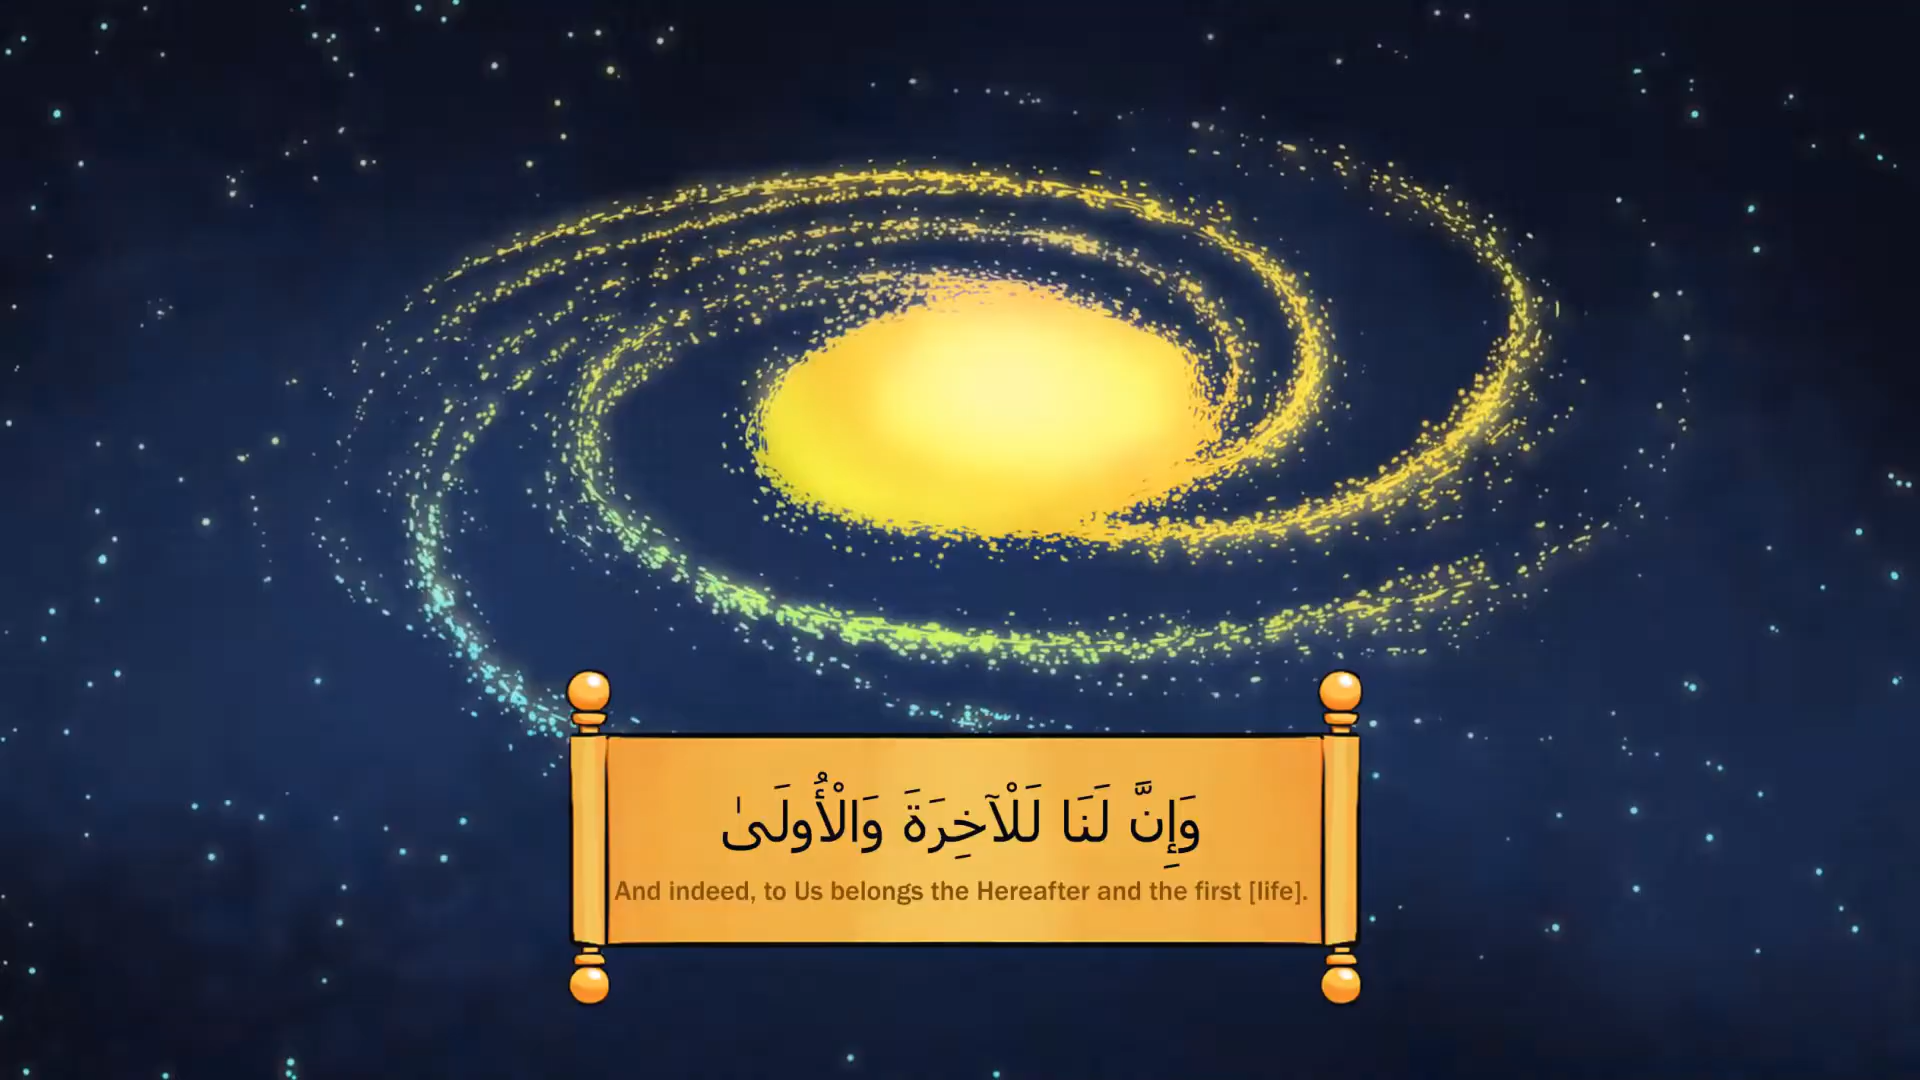 وَإِنَّ لَنَا لَلْآخِرَةَ وَالْأُولَىٰ
And indeed, to Us belongs the Hereafter and the first [life].